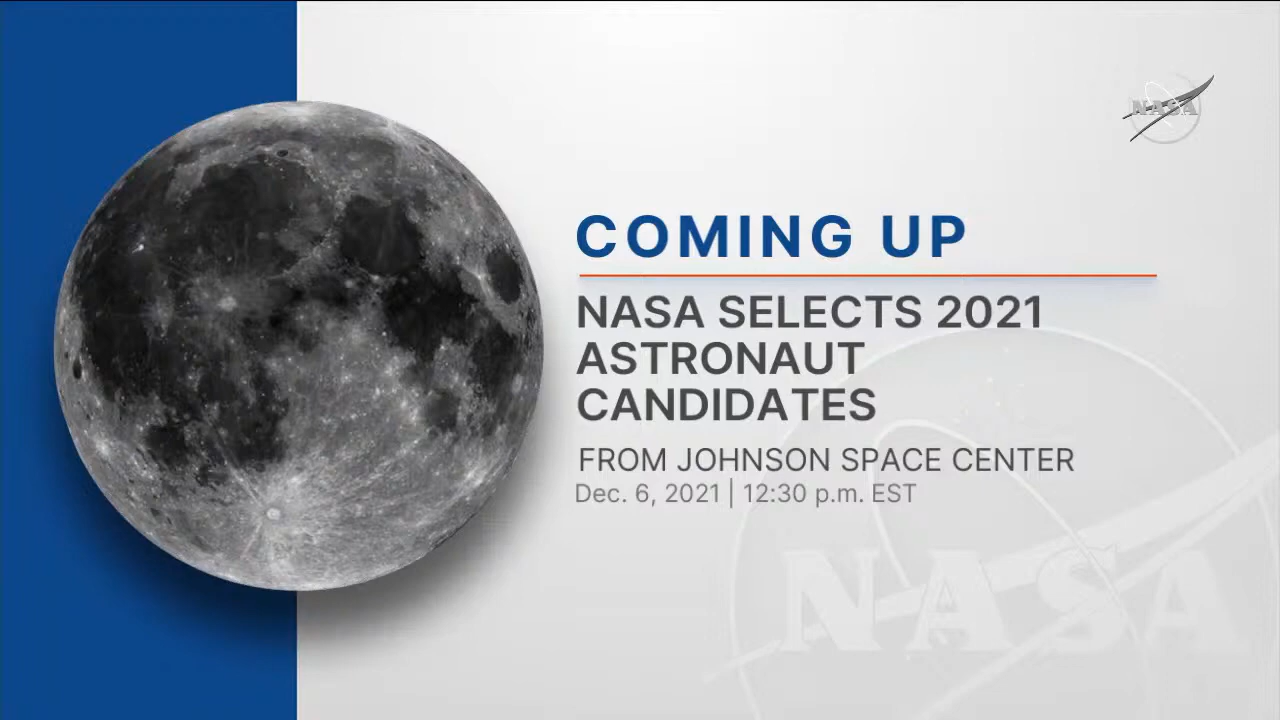 NASA
COMING UP
NASA SELECTS 2021
ASTRONAUT
CANDIDATES
FROM JOHNSON SPACE CENTER
Dec. 6, 2021 | 12:30 p.m. EST
NASA